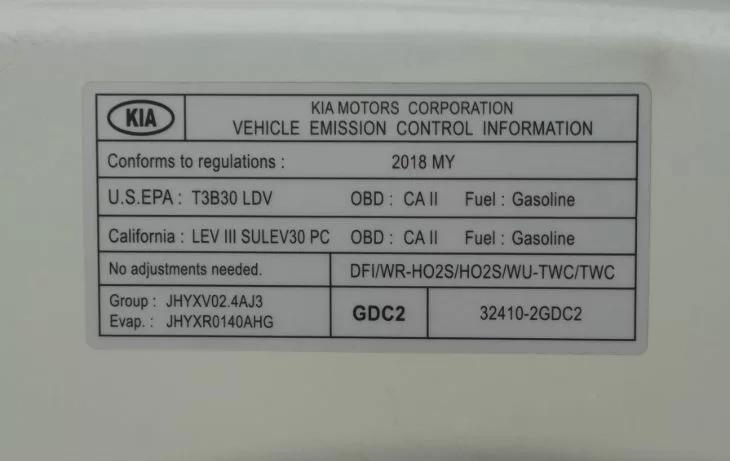 KIA
KIA MOTORS CORPORATION
VEHICLE EMISSION CONTROL INFORMATION
Conforms to regulations : 2018 MY
U.S.EPA : T3B30 LDV OBD : CA II Fuel : Gasoline
California : LEV III SULEV30 PC OBD : CA II Fuel : Gasoline
No adjustments needed. DFI/WR-HO2S/HO2S/WU-TWC/TWC
Group : JHYXV02.4AJ3
Evap. : JHYXR0140AHG
GDC2
32410-2GDC2